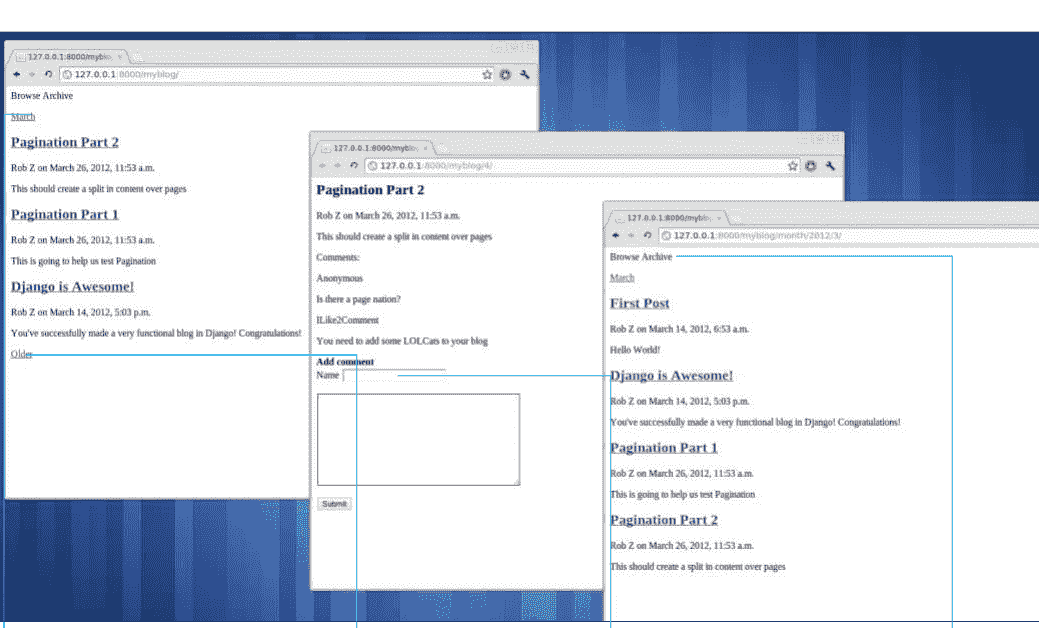 127.0.0.1:8000/myblo
127.0.0.1:8000/myblog/
Browse Archive
March
Pagination Part 2
Rob Z on March 26, 2012, 11:53 a.m.
This should create a split in content over pages
Pagination Part 1
Rob Z on March 26, 2012, 11:53 a.m.
This is going to help us test Pagination
Django is Awesome!
Rob Z on March 14, 2012, 5:03 p.m.
You've successfully made a very functional blog in Django! Congratulations!
Older
127.0.0.1:8000/myblo
127.0.0.1:8000/myblog/4/
Pagination Part 2
Rob Z on March 26, 2012, 11:53 a.m.
This should create a split in content over pages
Comments:
Anonymous
Is there a page nation?
ILike2Comment
You need to add some LOLCats to your blog
Add comment
Name
Submit
127.0.0.1:8000/myblo
127.0.0.1:8000/myblog/month/2012/3/
Browse Archive
March
First Post
Rob Z on March 14, 2012, 6:53 a.m.
Hello World!
Django is Awesome!
Rob Z on March 14, 2012, 5:03 p.m.
You've successfully made a very functional blog in Django! Congratulations!
Pagination Part 1
Rob Z on March 26, 2012, 11:53 a.m.
This is going to help us test Pagination
Pagination Part 2
Rob Z on March 26, 2012, 11:53 a.m.
This should create a split in content over pages